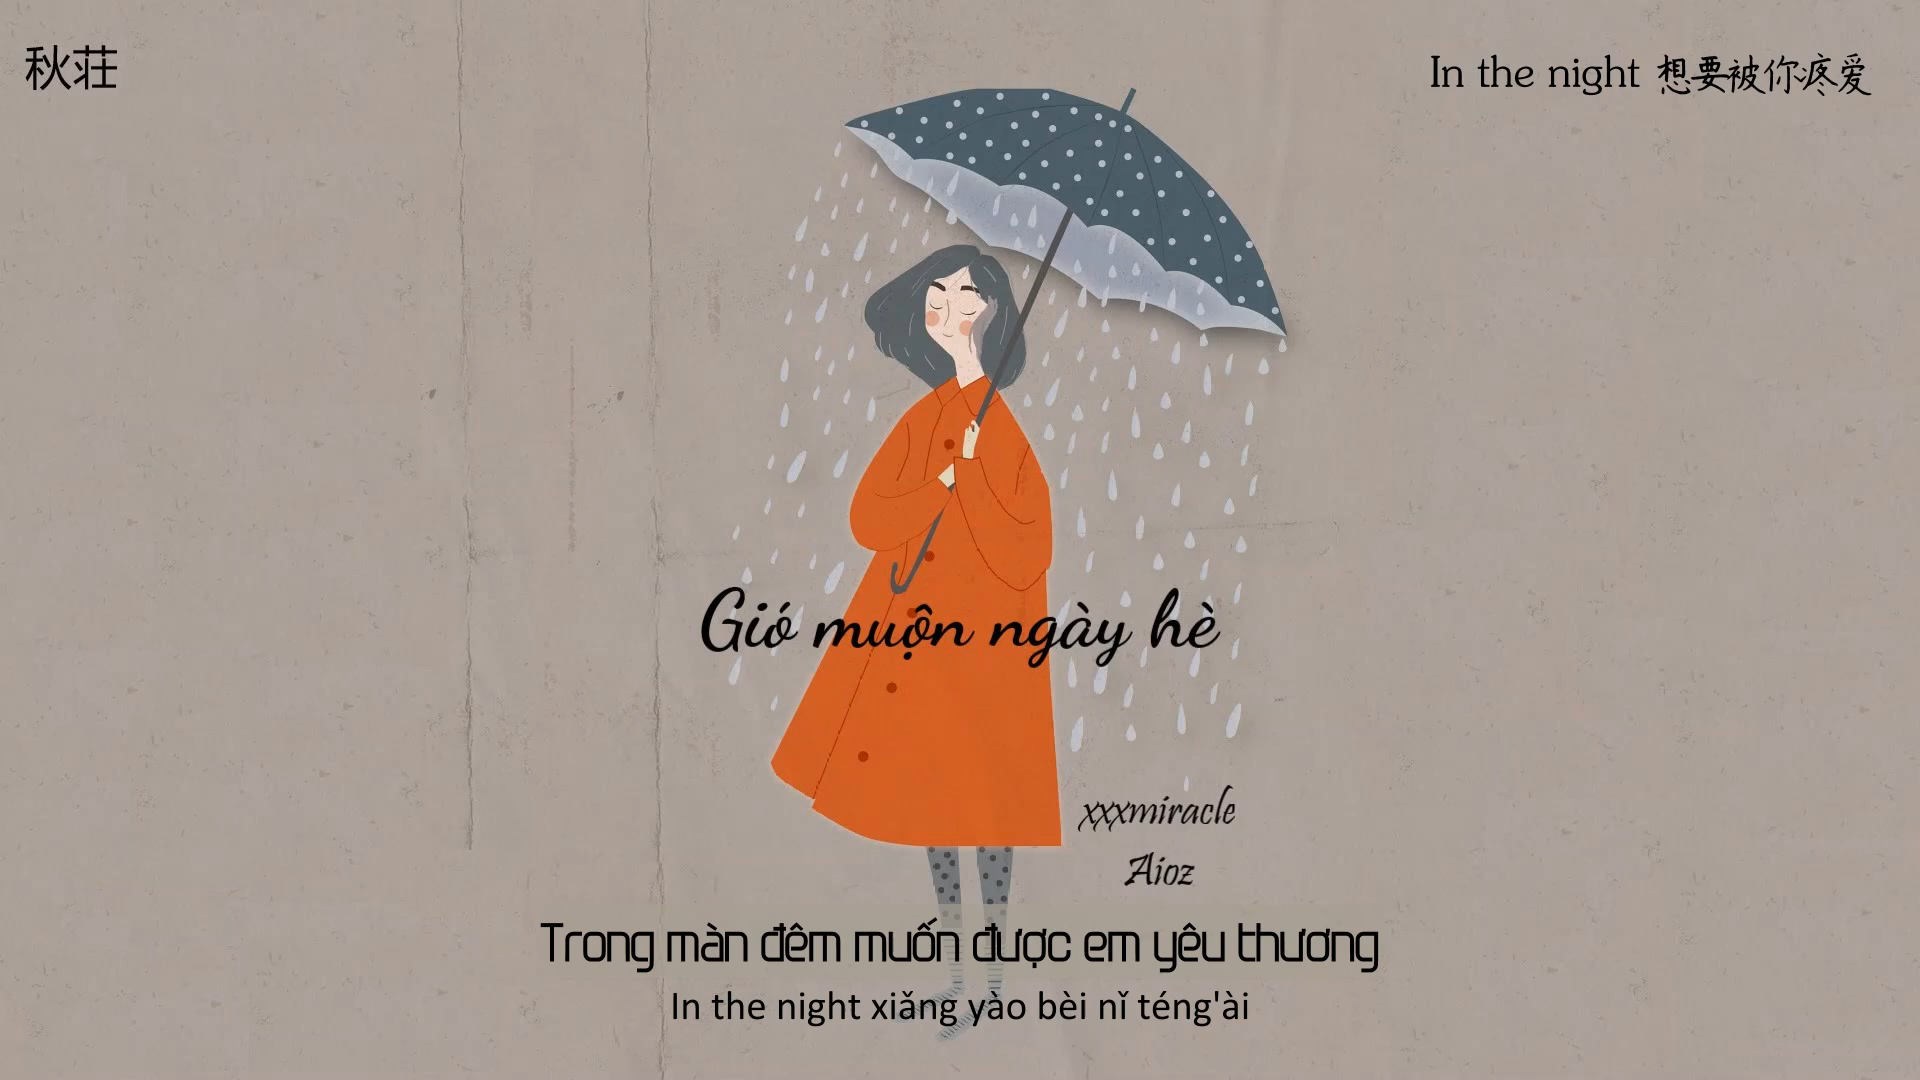 秋荘
In the night 想要被你疼爱
Gió muộn ngày hè
xxxmiracle
Aioz
Trong màn đêm muốn được em yêu thương
In the night xiǎng yào bèi nǐ téng'ài